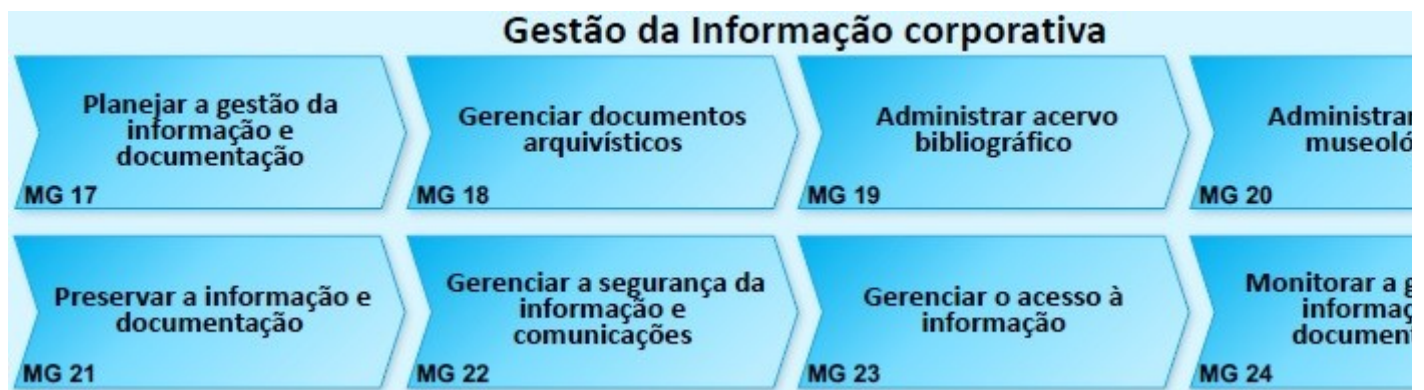 Gestão da Informação corporativa
Planejar a gestão da
informação e
documentação
MG 17
Gerenciar documentos
arquivísticos
MG 18
Administrar acervo
bibliográfico
MG 19
Administrar
MG 20
Preservar a informação e
documentação
MG 21
Gerenciar a segurança da
informação e
comunicações
MG 22
Gerenciar o acesso à
informação
MG 23
Monitorar a
MG 24